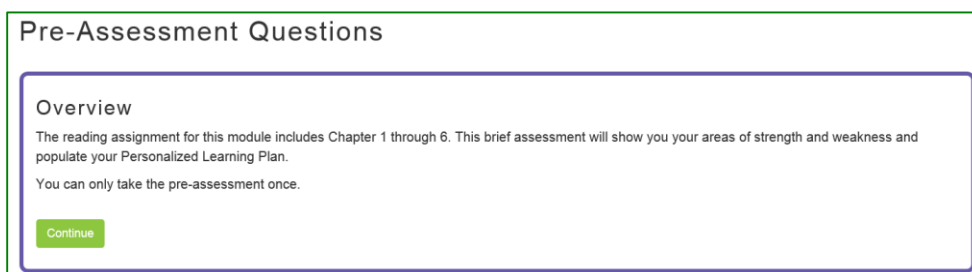 Pre-Assessment Questions
Overview
The reading assignment for this module includes Chapter 1 through 6. This brief assessment will show you your areas of strength and weakness and
populate your Personalized Learning Plan.
You can only take the pre-assessment once.
Continue